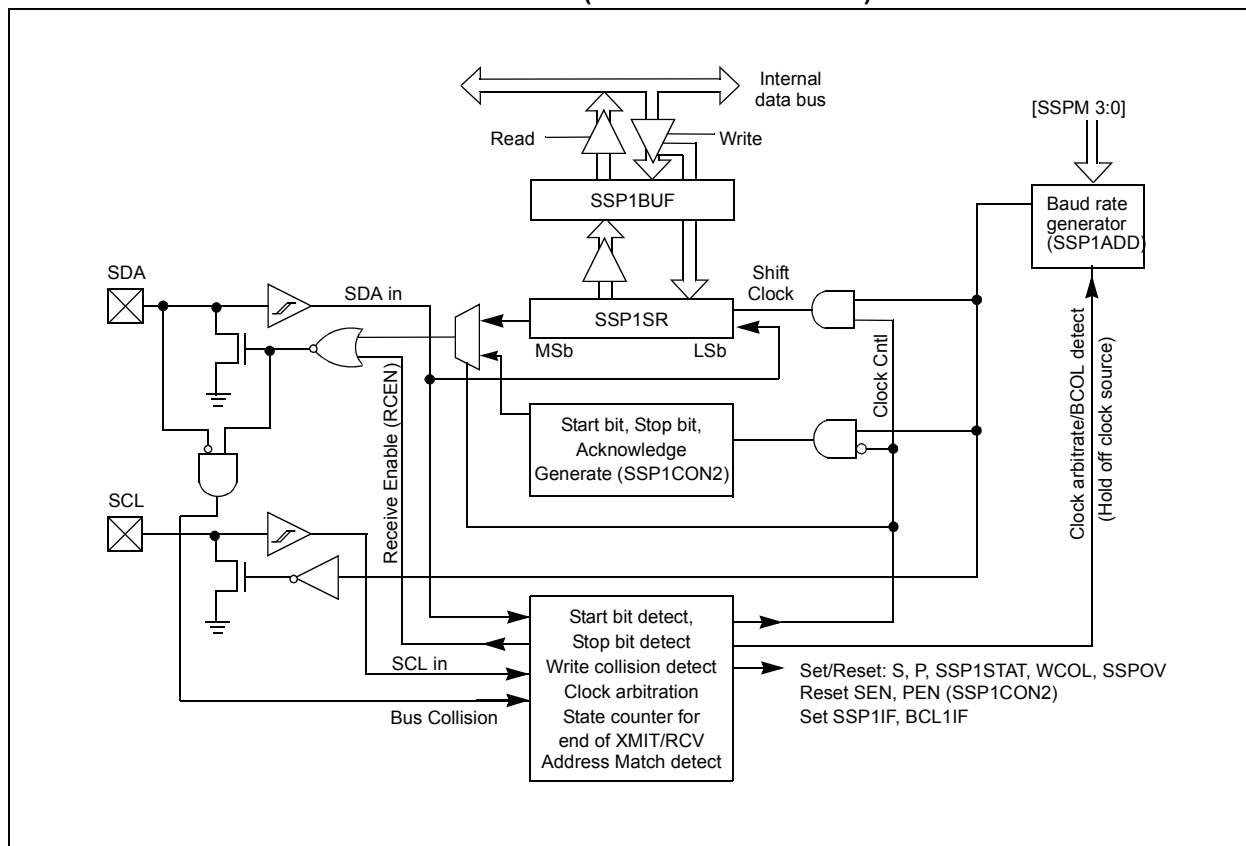 Internal
data bus
[SSPM 3:0]
Read
Write
SSP1BUF
Baud rate
generator
(SSP1ADD)
SDA
Shift
Clock
SDA in
SSP1SR
MSb
LSb
Receive Enable (RCEN)
Clock Cntl
Clock arbitrate/BCOL detect
(Hold off clock source)
Start bit, Stop bit,
Acknowledge
Generate (SSP1CON2)
SCL
Start bit detect,
Stop bit detect
SCL in
Write collision detect
Clock arbitration
Bus Collision
State counter for
end of XMIT/RCV
Address Match detect
Set/Reset: S, P, SSP1STAT, WCOL, SSPOV
Reset SEN, PEN (SSP1CON2)
Set SSP1IF, BCL1IF